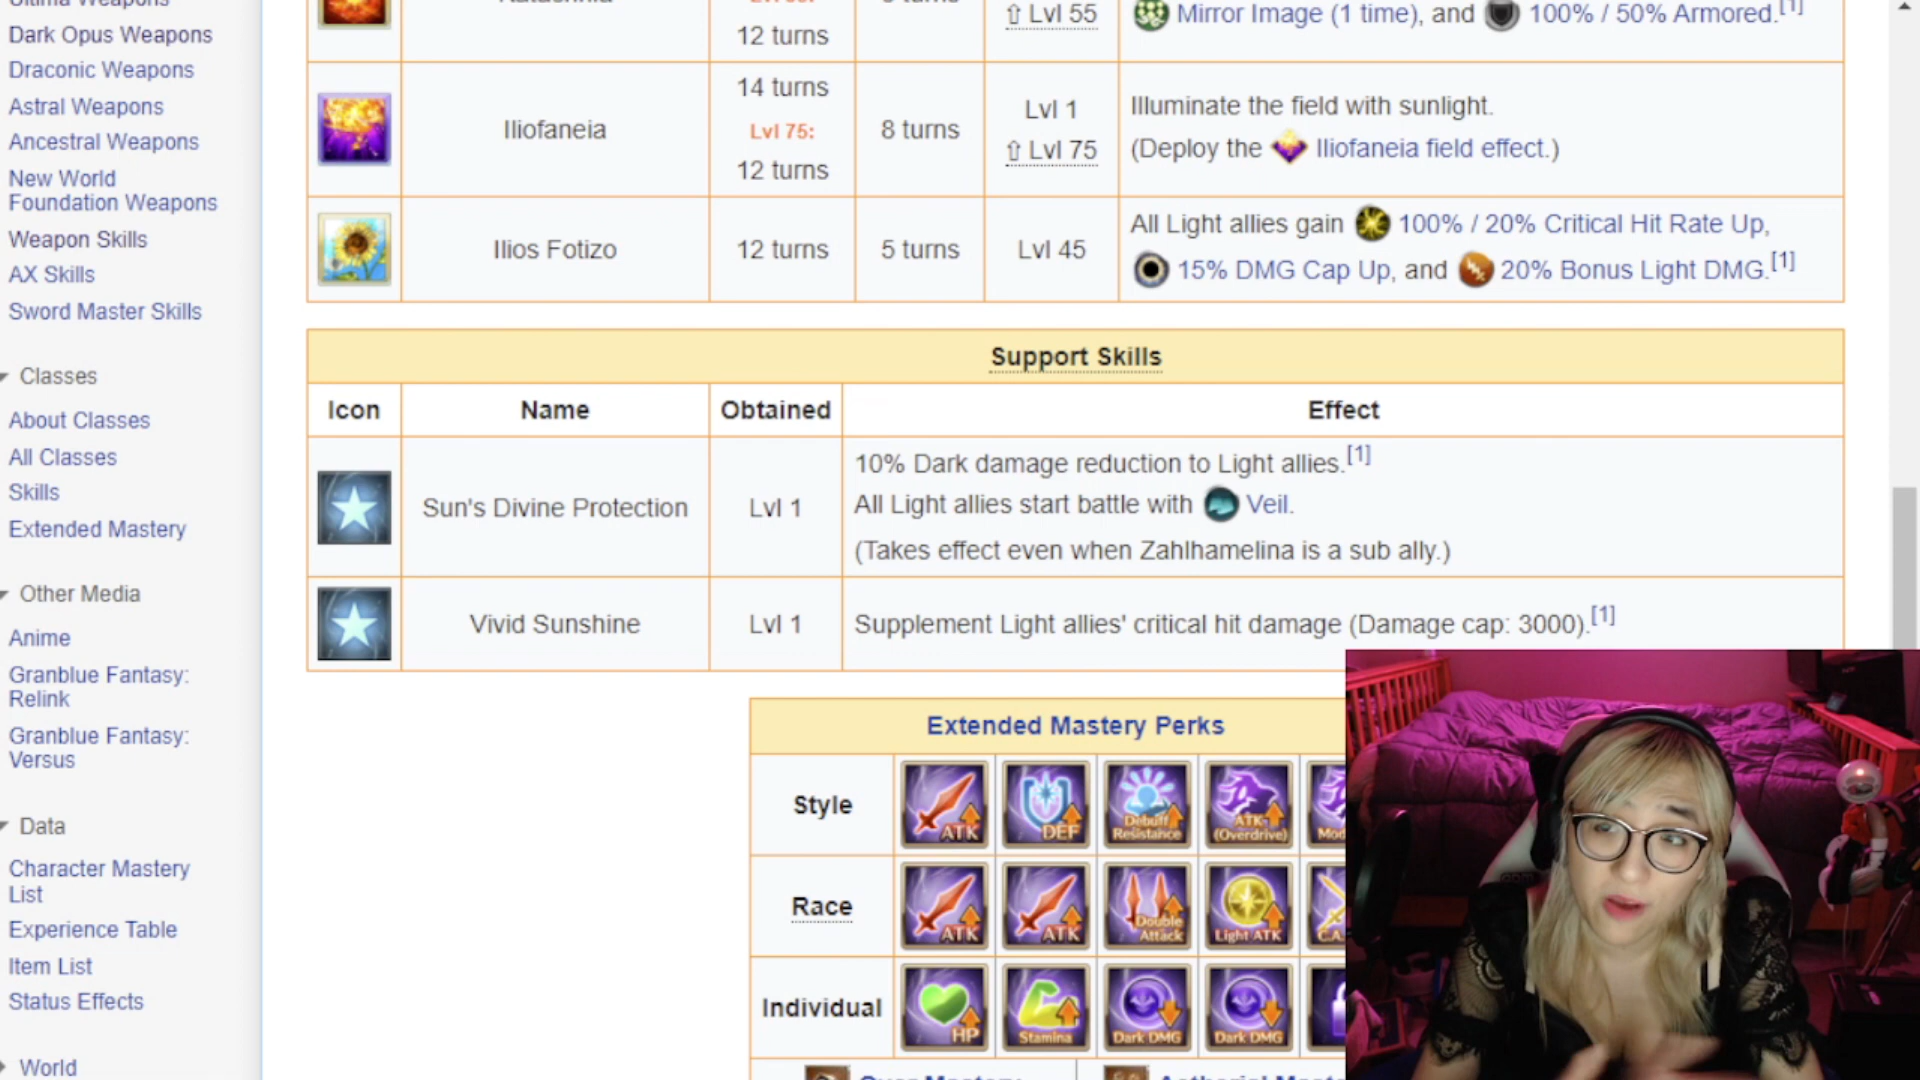 Ultima Weapons
Dark Opus Weapons
Draconic Weapons
Astral Weapons
Ancestral Weapons
New World
Foundation Weapons
Weapon Skills
AX Skills
Sword Master Skills
Classes
About Classes
All Classes
Skills
Extended Mastery
Other Media
Anime
Granblue Fantasy:
Relink
Granblue Fantasy:
Versus
Data
Character Mastery
List
Experience Table
Item List
Status Effects
World
12 turns
⇧ Lvl 55
Mirror Image (1 time), and 100% / 50% Armored.[1]
Iliofaneia
14 turns
Lvl 75:
12 turns
8 turns
Lvl 1
⇧ Lvl 75
Illuminate the field with sunlight.
(Deploy the Iliofaneia field effect.)
Ilios Fotizo
12 turns
5 turns
Lvl 45
All Light allies gain 100% / 20% Critical Hit Rate Up,
15% DMG Cap Up, and 20% Bonus Light DMG.[1]
Support Skills
Icon Name Obtained Effect
Sun's Divine Protection
Lvl 1
10% Dark damage reduction to Light allies.[1]
All Light allies start battle with Veil.
(Takes effect even when Zahlhamelina is a sub ally.)
Vivid Sunshine
Lvl 1
Supplement Light allies' critical hit damage (Damage cap: 3000).[1]
Extended Mastery Perks
Style
ATK
DEF
Debuff
Resistance
ATK
(Overdrive)
Race
ATK
ATK
Double
Attack
Light ATK
C.A.
Individual
HP
Stamina
Dark DMG
Dark DMG